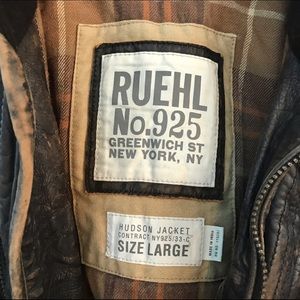 RUEHL
No.925
GREENWICH ST
NEW YORK, NY
HUDSON JACKET
CONTRACT NY925/33-C
SIZE LARGE